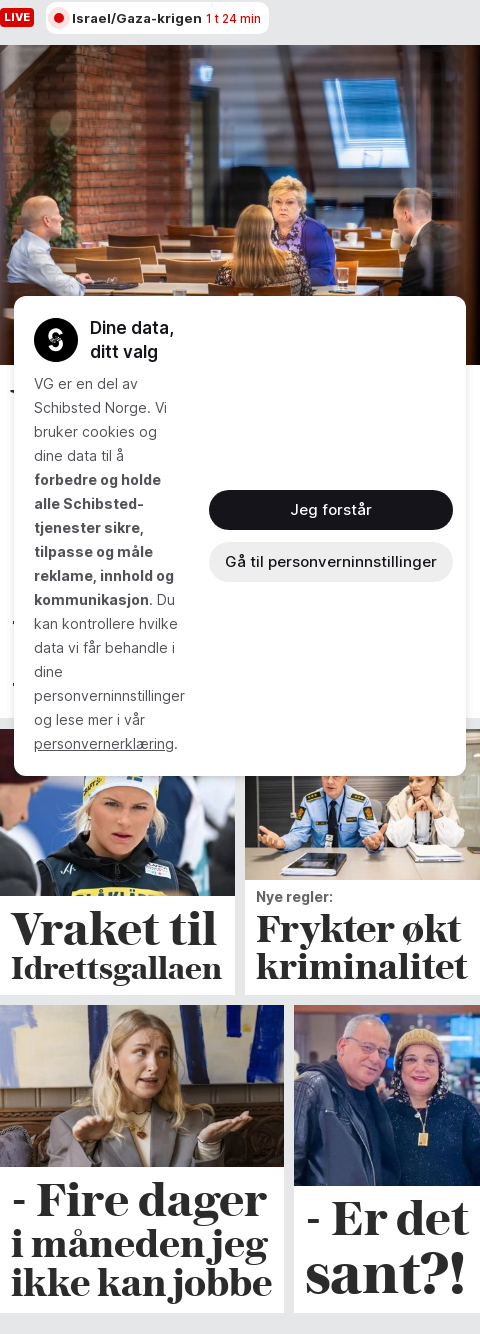 LIVE
Israel/Gaza-krigen 1 t 24 min
Dine data,
ditt valg
VG er en del av
Schibsted Norge. Vi
bruker cookies og
dine data til å
forbedre og holde
alle Schibsted-
tjenester sikre,
tilpasse og måle
reklame, innhold og
kommunikasjon. Du
kan kontrollere hvilke
data vi får behandle i
dine
personverninnstillinger
og lese mer i vår
personvernerklæring.
Jeg forstår
Gå til personverninnstillinger
Vraket til
Idrettsgallaen
Nye regler:
Frykter økt
kriminalitet
- Fire dager
i måneden jeg
ikke kan jobbe
- Er det
sant?!